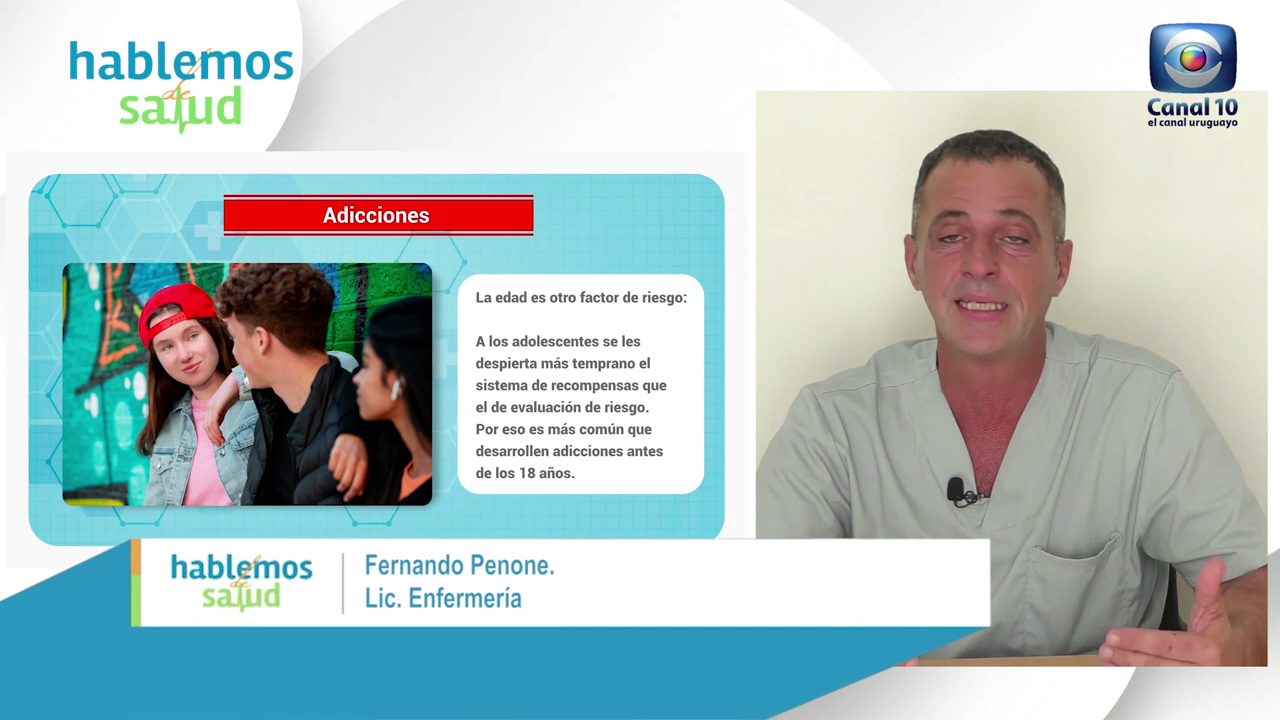 hablemos
de
salud
Canal 10
el canal uruguayo
Adicciones
La edad es otro factor de riesgo:
A los adolescentes se les
despierta más temprano el
sistema de recompensas que
el de evaluación de riesgo.
Por eso es más común que
desarrollen adicciones antes
de los 18 años.
hablemos
de
salud
Fernando Penone.
Lic. Enfermería